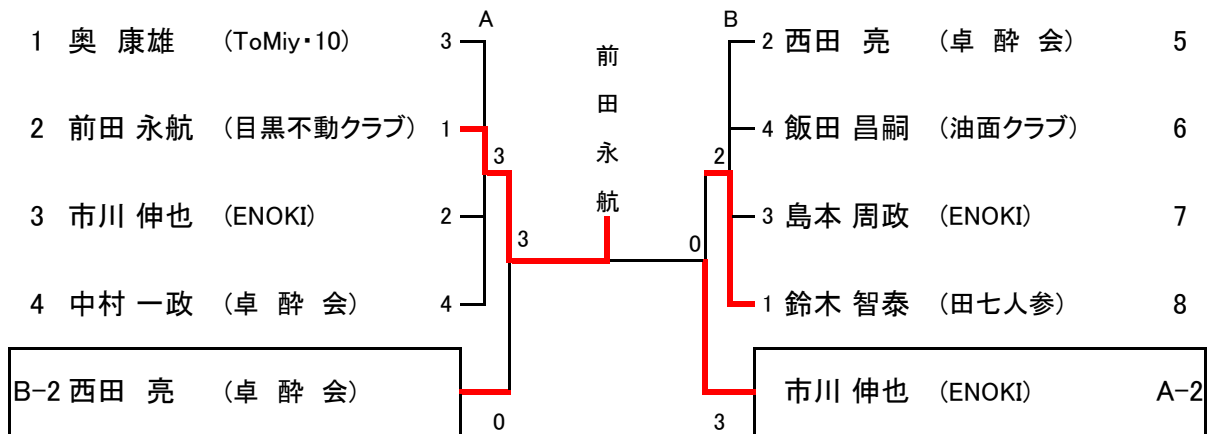 A B
1 奥 康雄 (ToMiy・10) 3 2 西田 亮 (卓 酔 会) 5
前田永航
2 前田 永航 (目黒不動クラブ) 1 4 飯田 昌嗣 (油面クラブ) 6
3 2
3 市川 伸也 (ENOKI) 2 3 島本 周政 (ENOKI) 7
3 0
4 中村 一政 (卓 酔 会) 4 1 鈴木 智泰 (田七人参) 8
B-2 西田 亮 (卓 酔 会) 市川 伸也 (ENOKI) A-2
0 3